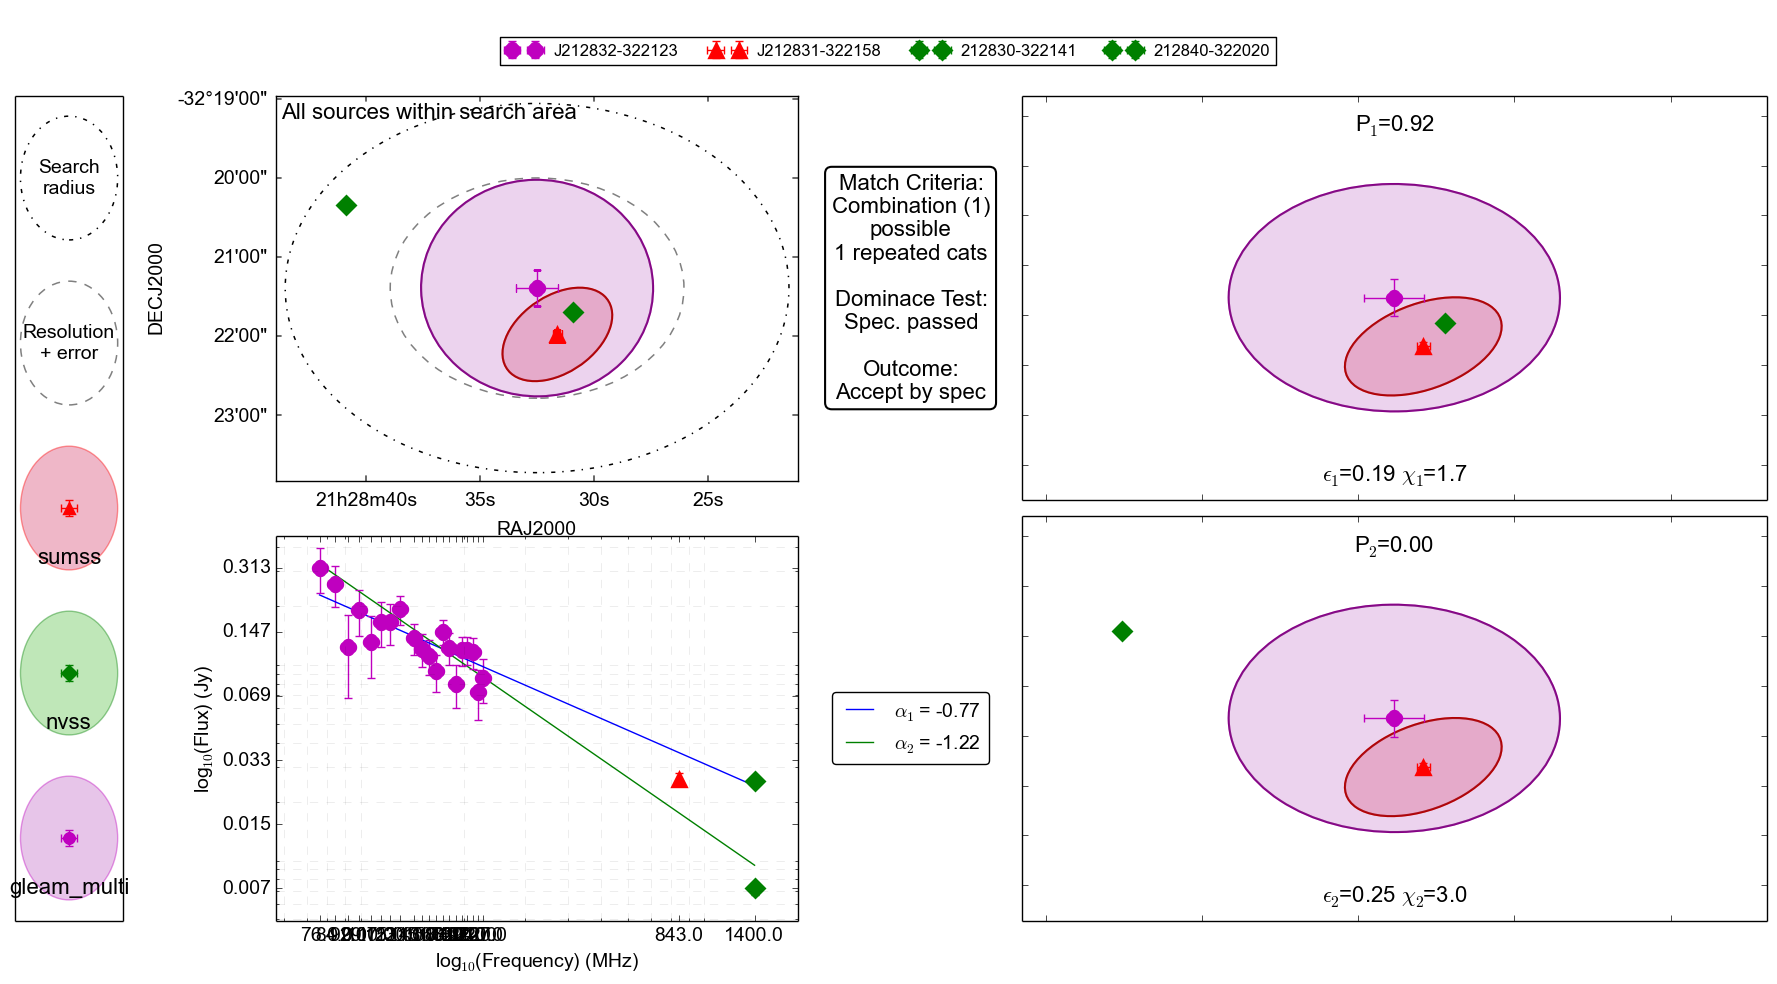 J212832-322123 J212831-322158 212830-322141 212840-322020
Search
radius
Resolution
+ error
sumss
nvss
gleam_multi
All sources within search area
-32°19'00"
20'00"
21'00"
22'00"
23'00"
DECJ2000
21h28m40s 35s 30s 25s
RAJ2000
Match Criteria:
Combination (1)
possible
1 repeated cats
Dominace Test:
Spec. passed
Outcome:
Accept by spec
P1=0.92
ϵ1=0.19 χ1=1.7
0.313
0.147
0.069
0.033
0.015
0.007
log10(Flux) (Jy)
843.0 1400.0
log10(Frequency) (MHz)
α1 = -0.77
α2 = -1.22
P2=0.00
ϵ2=0.25 χ2=3.0